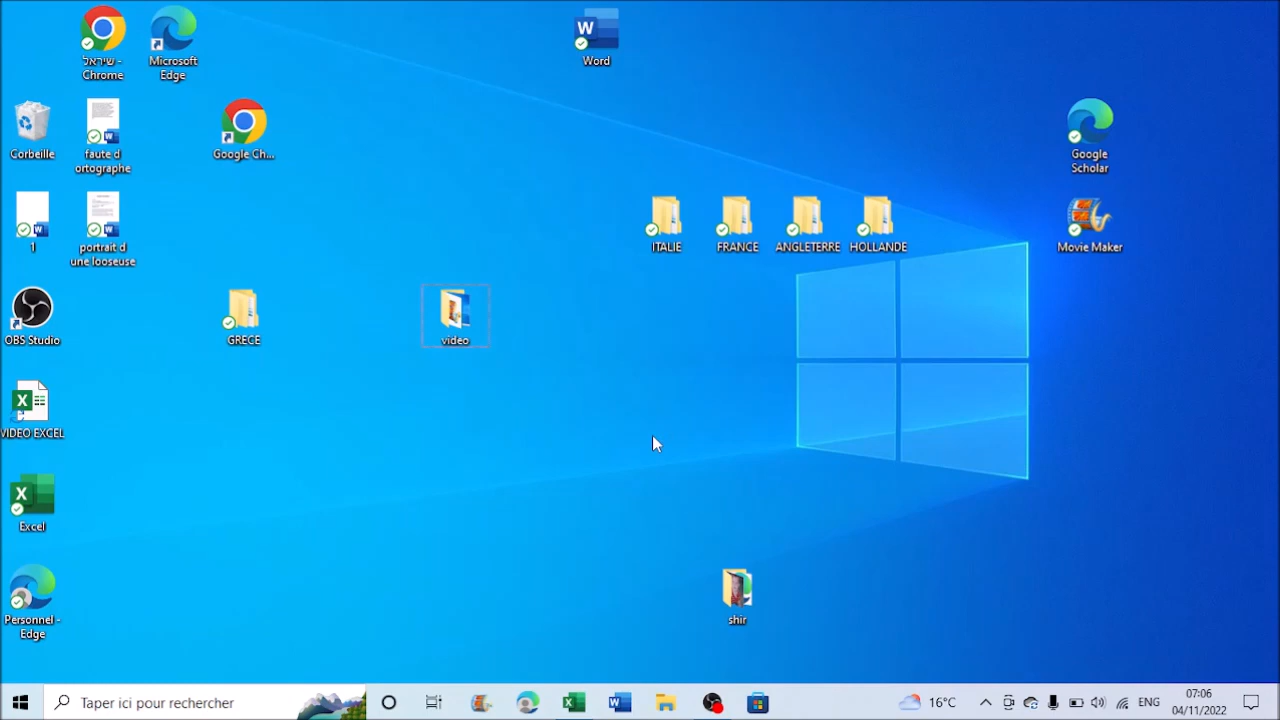 שיראל -
Chrome
Microsoft
Edge
Word
Corbeille
faute d
ortographe
Google Ch...
Google
Scholar
1
portrait d
une looseuse
ITALIE
FRANCE
ANGLETERRE
HOLLANDE
Movie Maker
OBS Studio
GRECE
video
VIDEO EXCEL
Excel
Personnel -
Edge
shir
Taper ici pour rechercher
16°C
ENG
07:06
04/11/2022